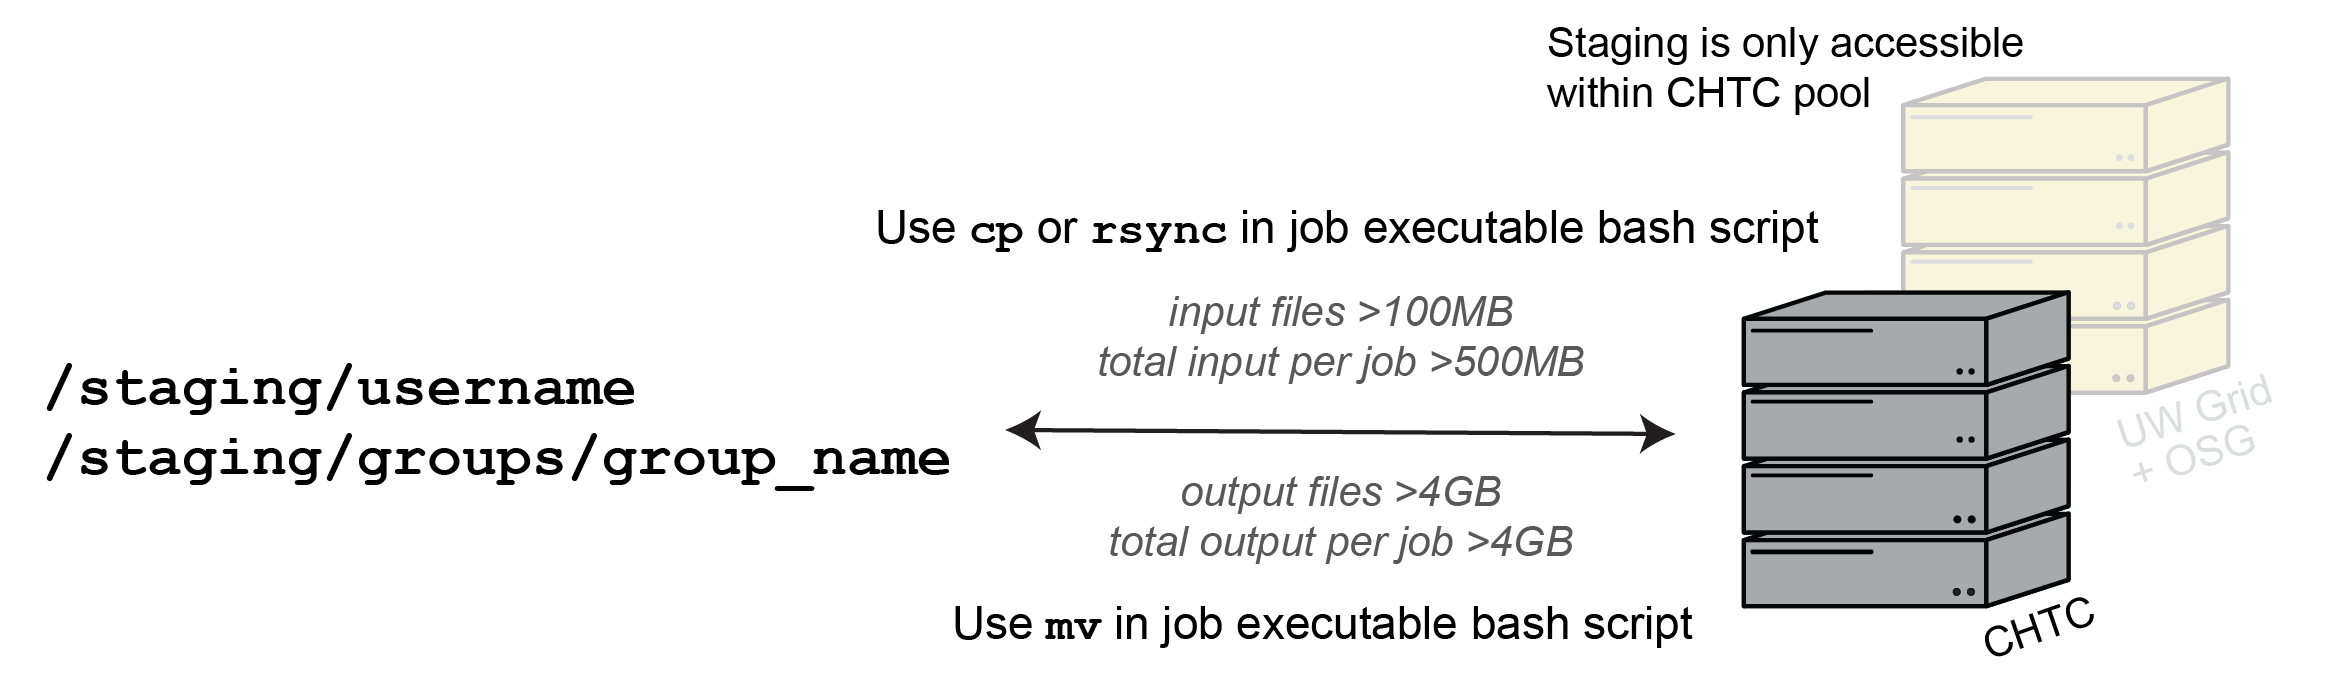 Staging is only accessible
within CHTC pool
Use cp or rsync in job executable bash script
input files >100MB
total input per job >500MB
/staging/username
/staging/groups/group_name
output files >4GB
total output per job >4GB
Use mv in job executable bash script
UW Grid
+ OSG
CHTC